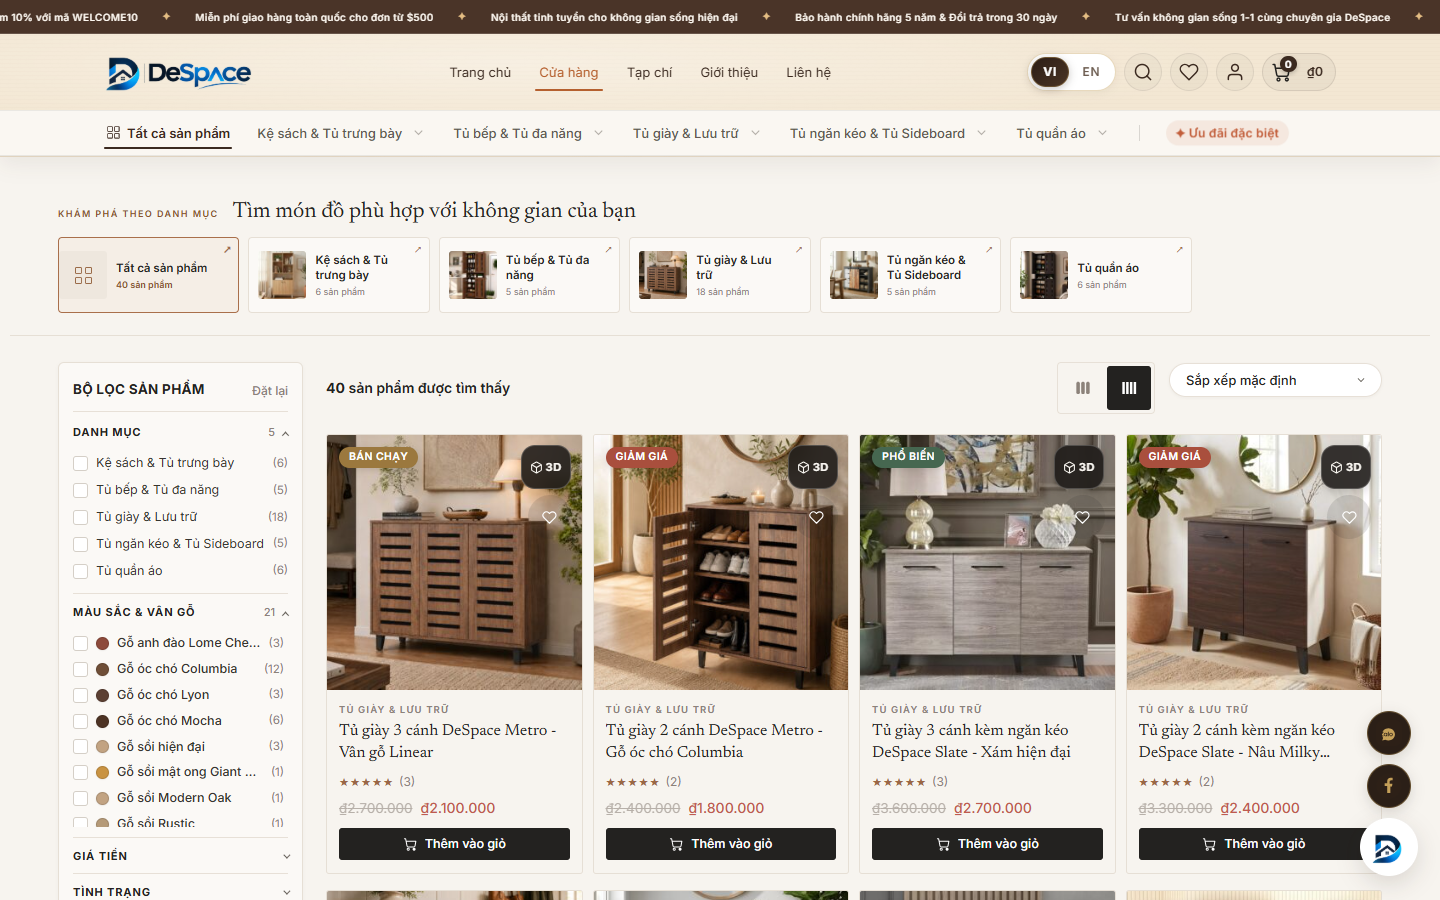 m 10% với mã WELCOME10 ✦ Miễn phí giao hàng toàn quốc cho đơn từ $500 ✦ Nội thất tinh tuyển cho không gian sống hiện đại ✦ Bảo hành chính hãng 5 năm & Đổi trả trong 30 ngày ✦ Tư vấn không gian sống 1-1 cùng chuyên gia DeSpace ✦
DeSpace Trang chủ Cửa hàng Tạp chí Giới thiệu Liên hệ VI EN 0 ₫0
Tất cả sản phẩm Kệ sách & Tủ trưng bày Tủ bếp & Tủ đa năng Tủ giày & Lưu trữ Tủ ngăn kéo & Tủ Sideboard Tủ quần áo ✦ Ưu đãi đặc biệt
KHÁM PHÁ THEO DANH MỤC Tìm món đồ phù hợp với không gian của bạn
Tất cả sản phẩm
40 sản phẩm
Kệ sách & Tủ
trưng bày
6 sản phẩm
Tủ bếp & Tủ đa
năng
5 sản phẩm
Tủ giày & Lưu
trữ
18 sản phẩm
Tủ ngăn kéo &
Tủ Sideboard
5 sản phẩm
Tủ quần áo
6 sản phẩm
BỘ LỌC SẢN PHẨM Đặt lại
DANH MỤC 5
Kệ sách & Tủ trưng bày (6)
Tủ bếp & Tủ đa năng (5)
Tủ giày & Lưu trữ (18)
Tủ ngăn kéo & Tủ Sideboard (5)
Tủ quần áo (6)
MÀU SẮC & VÂN GỖ 21
Gỗ anh đào Lome Che... (3)
Gỗ óc chó Columbia (12)
Gỗ óc chó Lyon (3)
Gỗ óc chó Mocha (6)
Gỗ sồi hiện đại (3)
Gỗ sồi mật ong Giant ... (1)
Gỗ sồi Modern Oak (1)
Gỗ sồi Rustic (1)
GIÁ TIỀN
TÌNH TRẠNG
40 sản phẩm được tìm thấy Sắp xếp mặc định
BÁN CHẠY 3D
TỦ GIÀY & LƯU TRỮ
Tủ giày 3 cánh DeSpace Metro -
Vân gỗ Linear
★★★★★ (3)
₫2.700.000 ₫2.100.000
Thêm vào giỏ
GIẢM GIÁ 3D
TỦ GIÀY & LƯU TRỮ
Tủ giày 2 cánh DeSpace Metro -
Gỗ óc chó Columbia
★★★★★ (2)
₫2.400.000 ₫1.800.000
Thêm vào giỏ
PHỔ BIẾN 3D
TỦ GIÀY & LƯU TRỮ
Tủ giày 3 cánh kèm ngăn kéo
DeSpace Slate - Xám hiện đại
★★★★★ (3)
₫3.600.000 ₫2.700.000
Thêm vào giỏ
GIẢM GIÁ 3D
TỦ GIÀY & LƯU TRỮ
Tủ giày 2 cánh kèm ngăn kéo
DeSpace Slate - Nâu Milky...
★★★★★ (2)
₫3.300.000 ₫2.400.000
Thêm vào giỏ